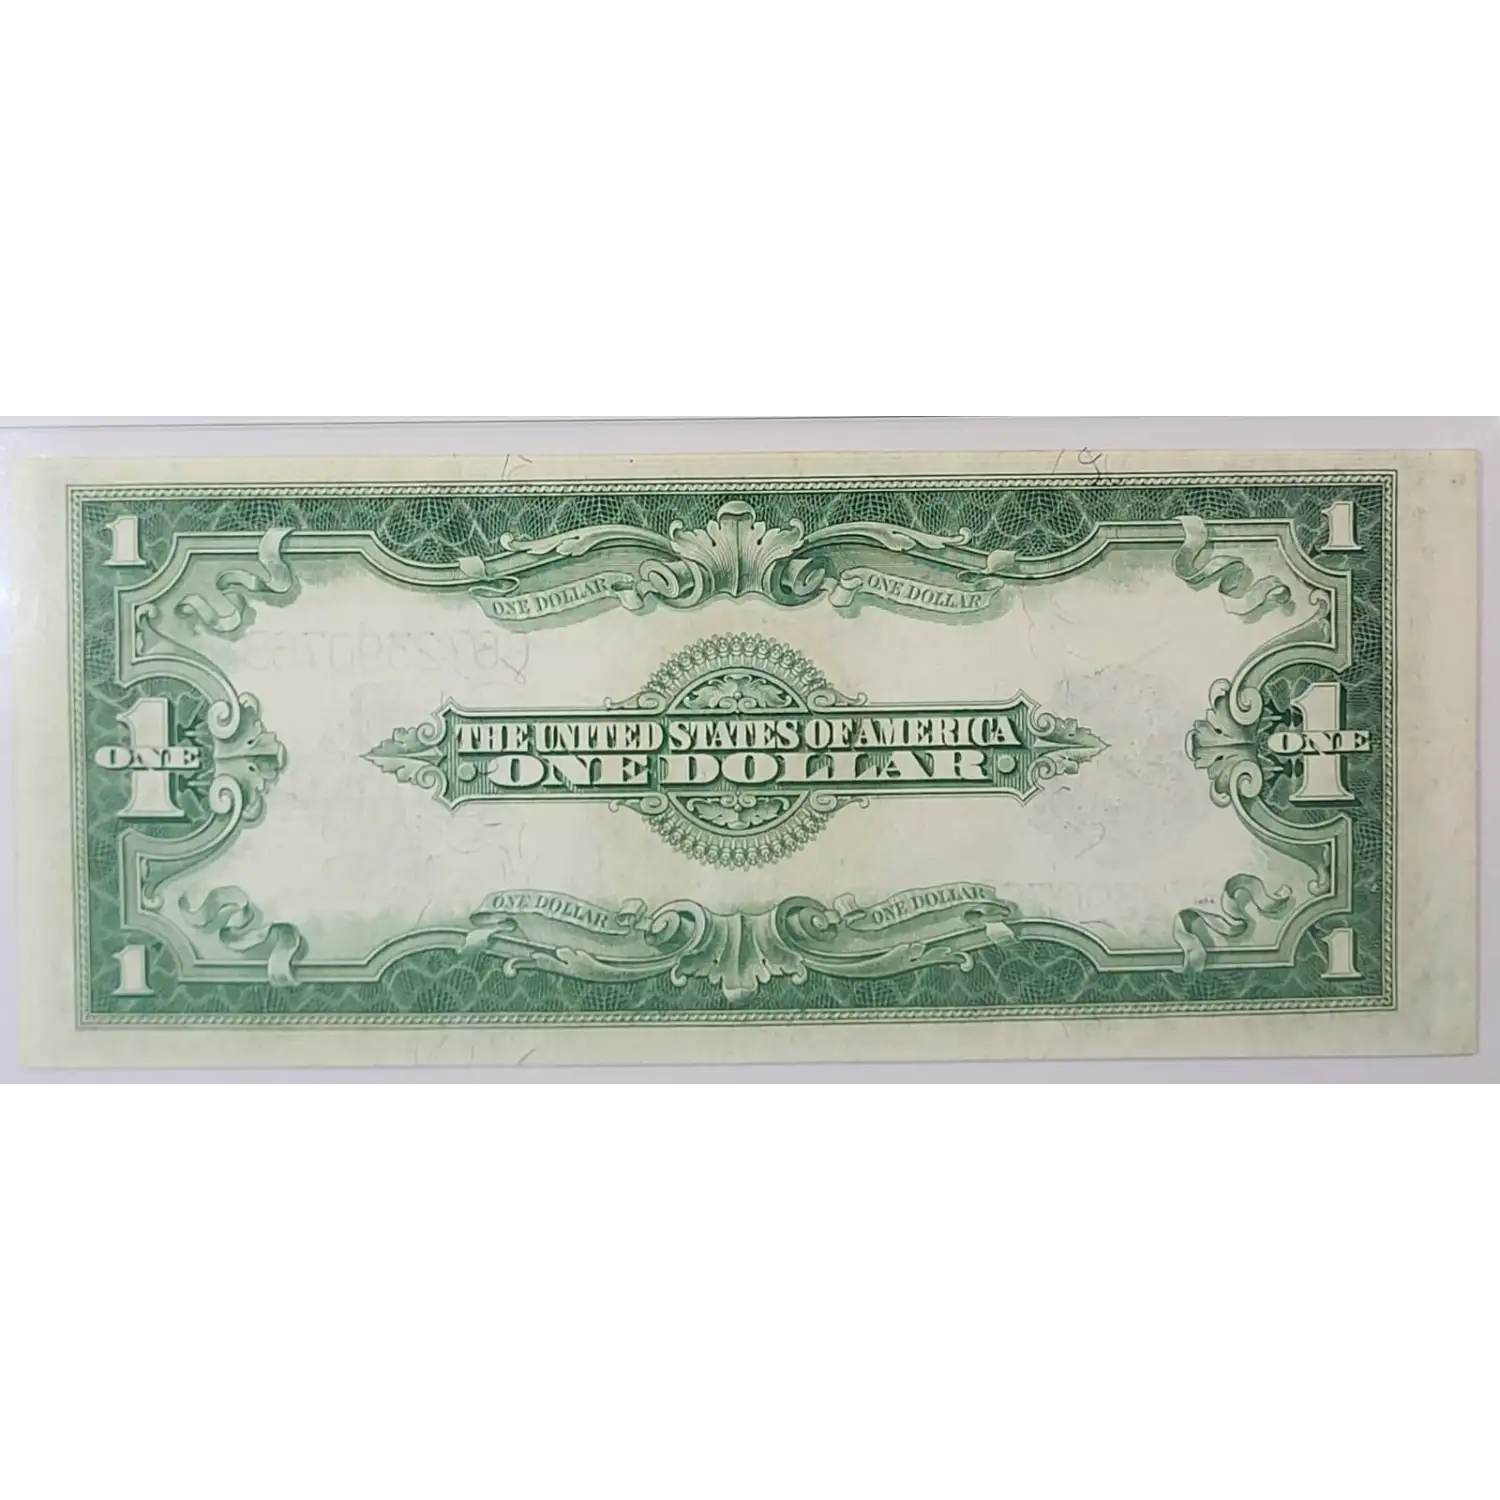 1 1
ONE DOLLAR ONE DOLLAR
THE UNITED STATES OF AMERICA
ONE 1 ONE DOLLAR ONE 1
ONE DOLLAR ONE DOLLAR
1 1